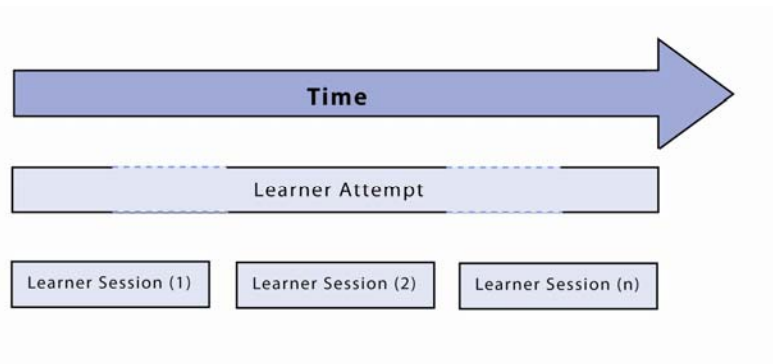 Time
Learner Attempt
Learner Session (1)
Learner Session (2)
Learner Session (n)